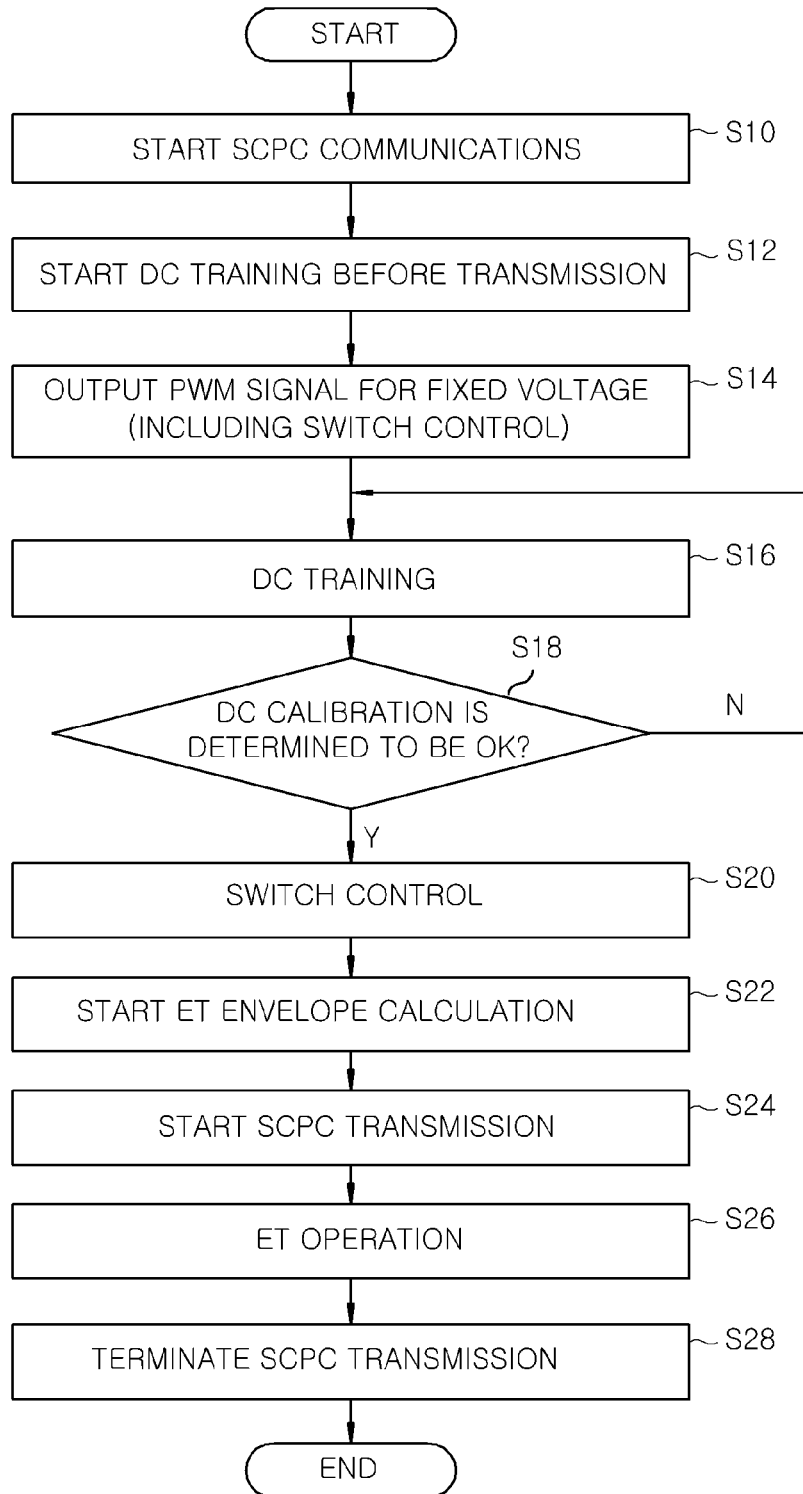 START
START SCPC COMMUNICATIONS
S10
START DC TRAINING BEFORE TRANSMISSION
S12
OUTPUT PWM SIGNAL FOR FIXED VOLTAGE
(INCLUDING SWITCH CONTROL)
S14
DC TRAINING
S16
S18
DC CALIBRATION IS
DETERMINED TO BE OK?
N
Y
SWITCH CONTROL
S20
START ET ENVELOPE CALCULATION
S22
START SCPC TRANSMISSION
S24
ET OPERATION
S26
TERMINATE SCPC TRANSMISSION
S28
END